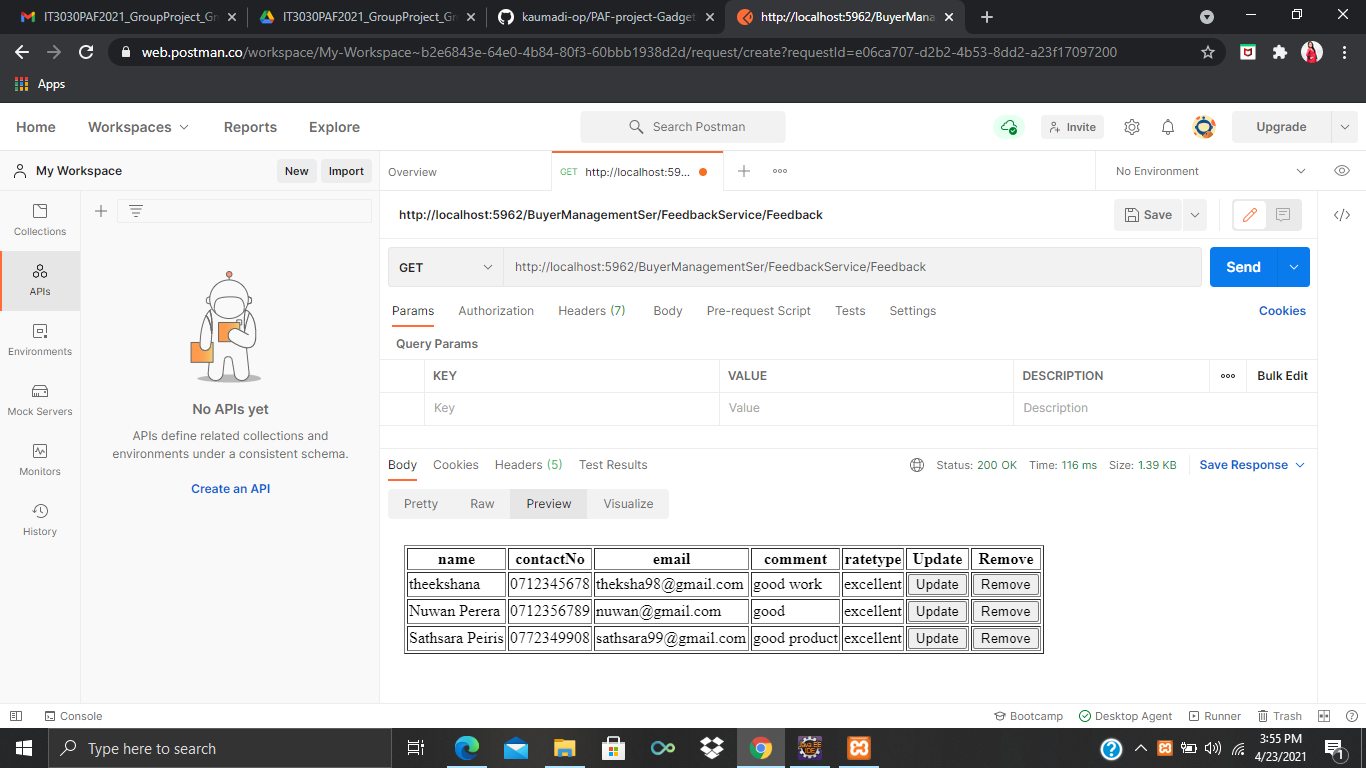 IT3030PAF2021_GroupProject_Gr
IT3030PAF2021_GroupProject_Gr
kaumadi-op/PAF-project-Gadget
http://localhost:5962/BuyerMana
web.postman.co/workspace/My-Workspace~b2e6843e-64e0-4b84-80f3-60bbb1938d2d/request/create?requestId=e06ca707-d2b2-4b53-8dd2-a23f17097200
Apps
Home Workspaces Reports Explore Search Postman Invite Upgrade
My Workspace New Import Overview GET http://localhost:59... No Environment
Collections
APIs
Environments
Mock Servers
Monitors
History
No APIs yet
APIs define related collections and
environments under a consistent schema.
Create an API
http://localhost:5962/BuyerManagementSer/FeedbackService/Feedback Save
GET http://localhost:5962/BuyerManagementSer/FeedbackService/Feedback Send
Params Authorization Headers (7) Body Pre-request Script Tests Settings Cookies
Query Params
KEY VALUE DESCRIPTION Bulk Edit
Key Value Description
Body Cookies Headers (5) Test Results Status: 200 OK Time: 116 ms Size: 1.39 KB Save Response
Pretty Raw Preview Visualize
name contactNo email comment ratetype Update Remove
theekshana 0712345678 theksha98@gmail.com good work excellent Update Remove
Nuwan Perera 0712356789 nuwan@gmail.com good excellent Update Remove
Sathsara Peiris 0772349908 sathsara99@gmail.com good product excellent Update Remove
Console Bootcamp Desktop Agent Runner Trash
Type here to search
3:55 PM
4/23/2021
1